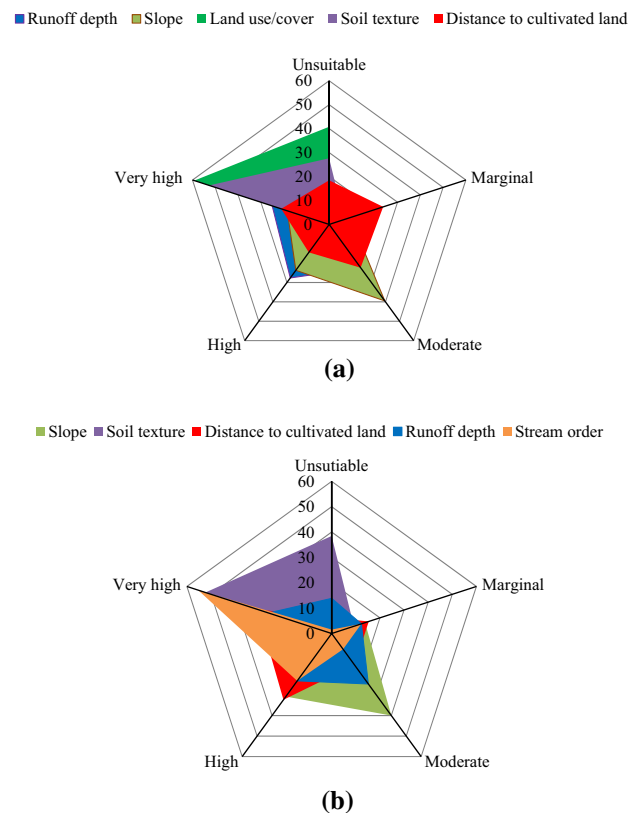 Runoff depth Slope Land use/cover Soil texture Distance to cultivated land
Unsuitable
60
50
40
30
20
10
0
Marginal
Very high
High
Moderate
(a)
Slope Soil texture Distance to cultivated land Runoff depth Stream order
Unsutiable
60
50
40
30
20
10
0
Marginal
Very high
High
Moderate
(b)